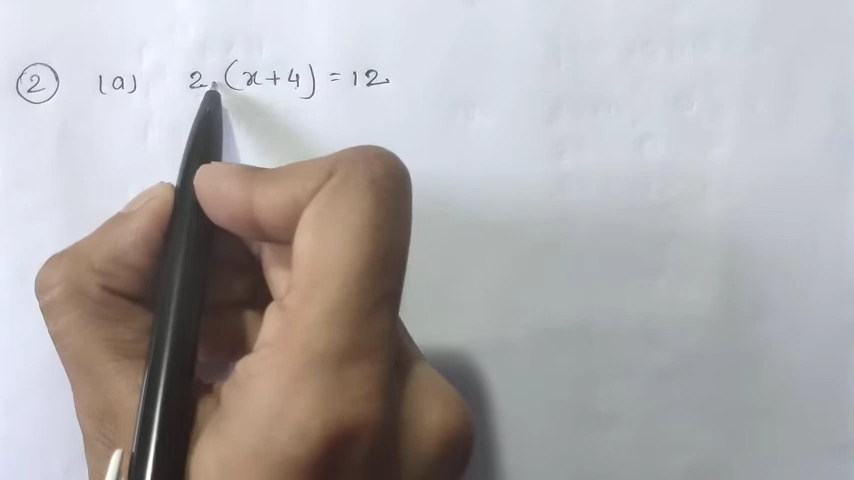 ② (a) 2.(x+4) = 12